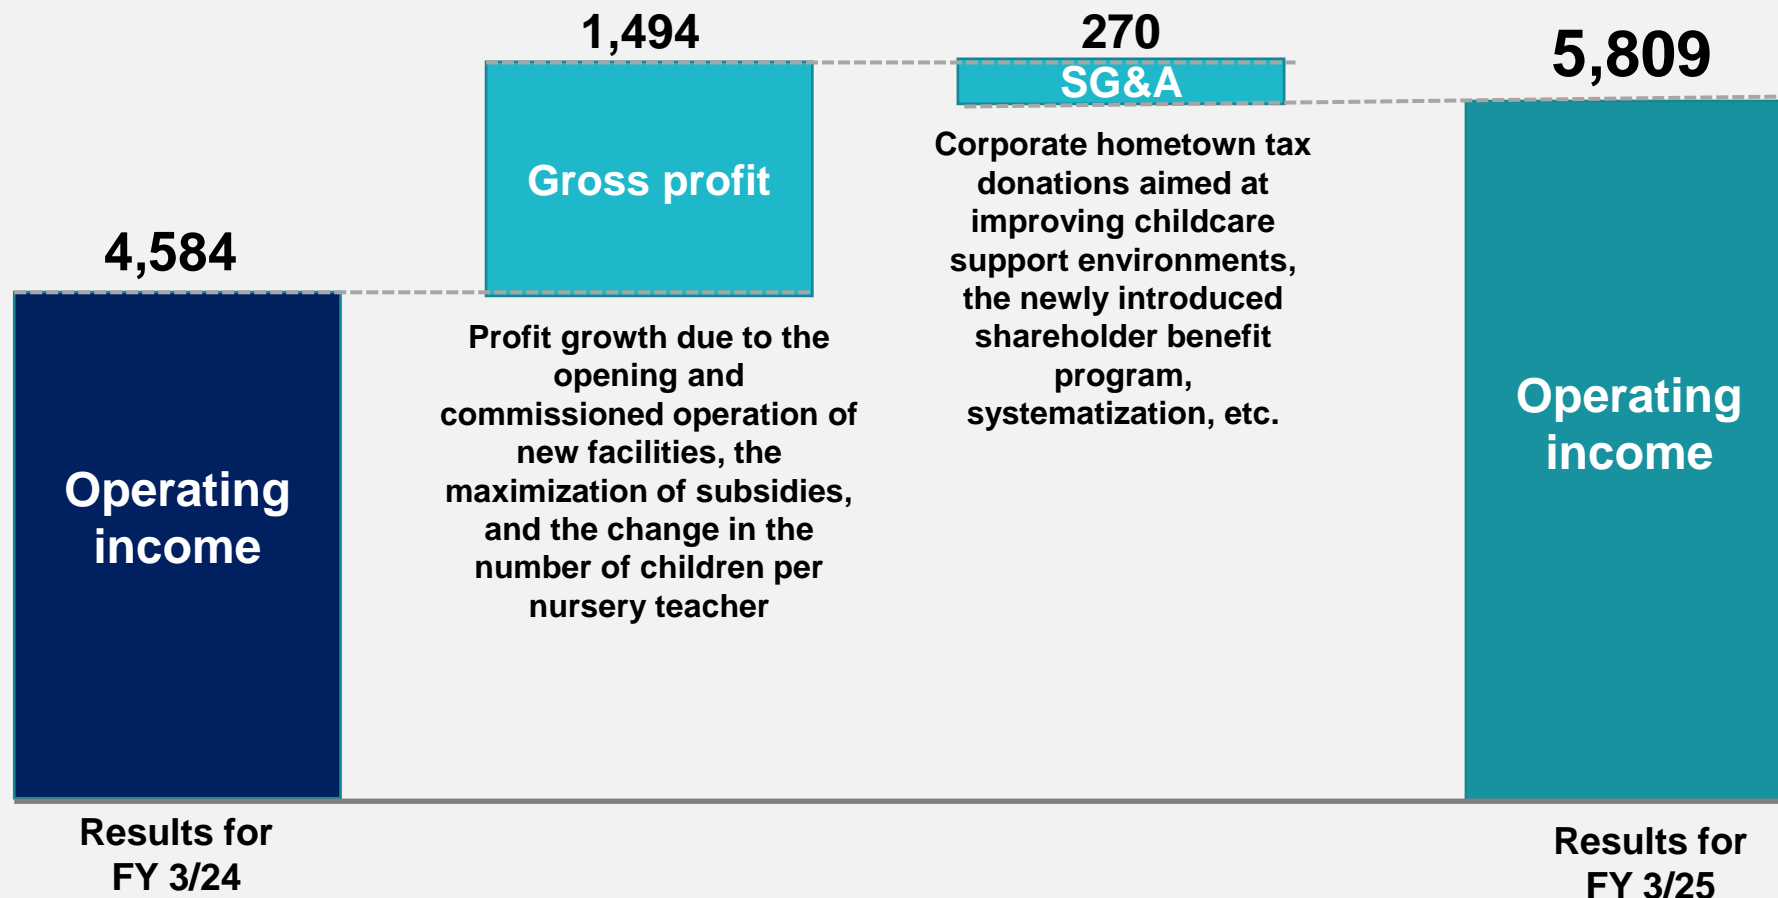 4,584
Operating
income
Results for
FY 3/24
1,494
Gross profit
Profit growth due to the
opening and
commissioned operation of
new facilities, the
maximization of subsidies,
and the change in the
number of children per
nursery teacher
270
SG&A
Corporate hometown tax
donations aimed at
improving childcare
support environments,
the newly introduced
shareholder benefit
program,
systematization, etc.
5,809
Operating
income
Results for
FY 3/25